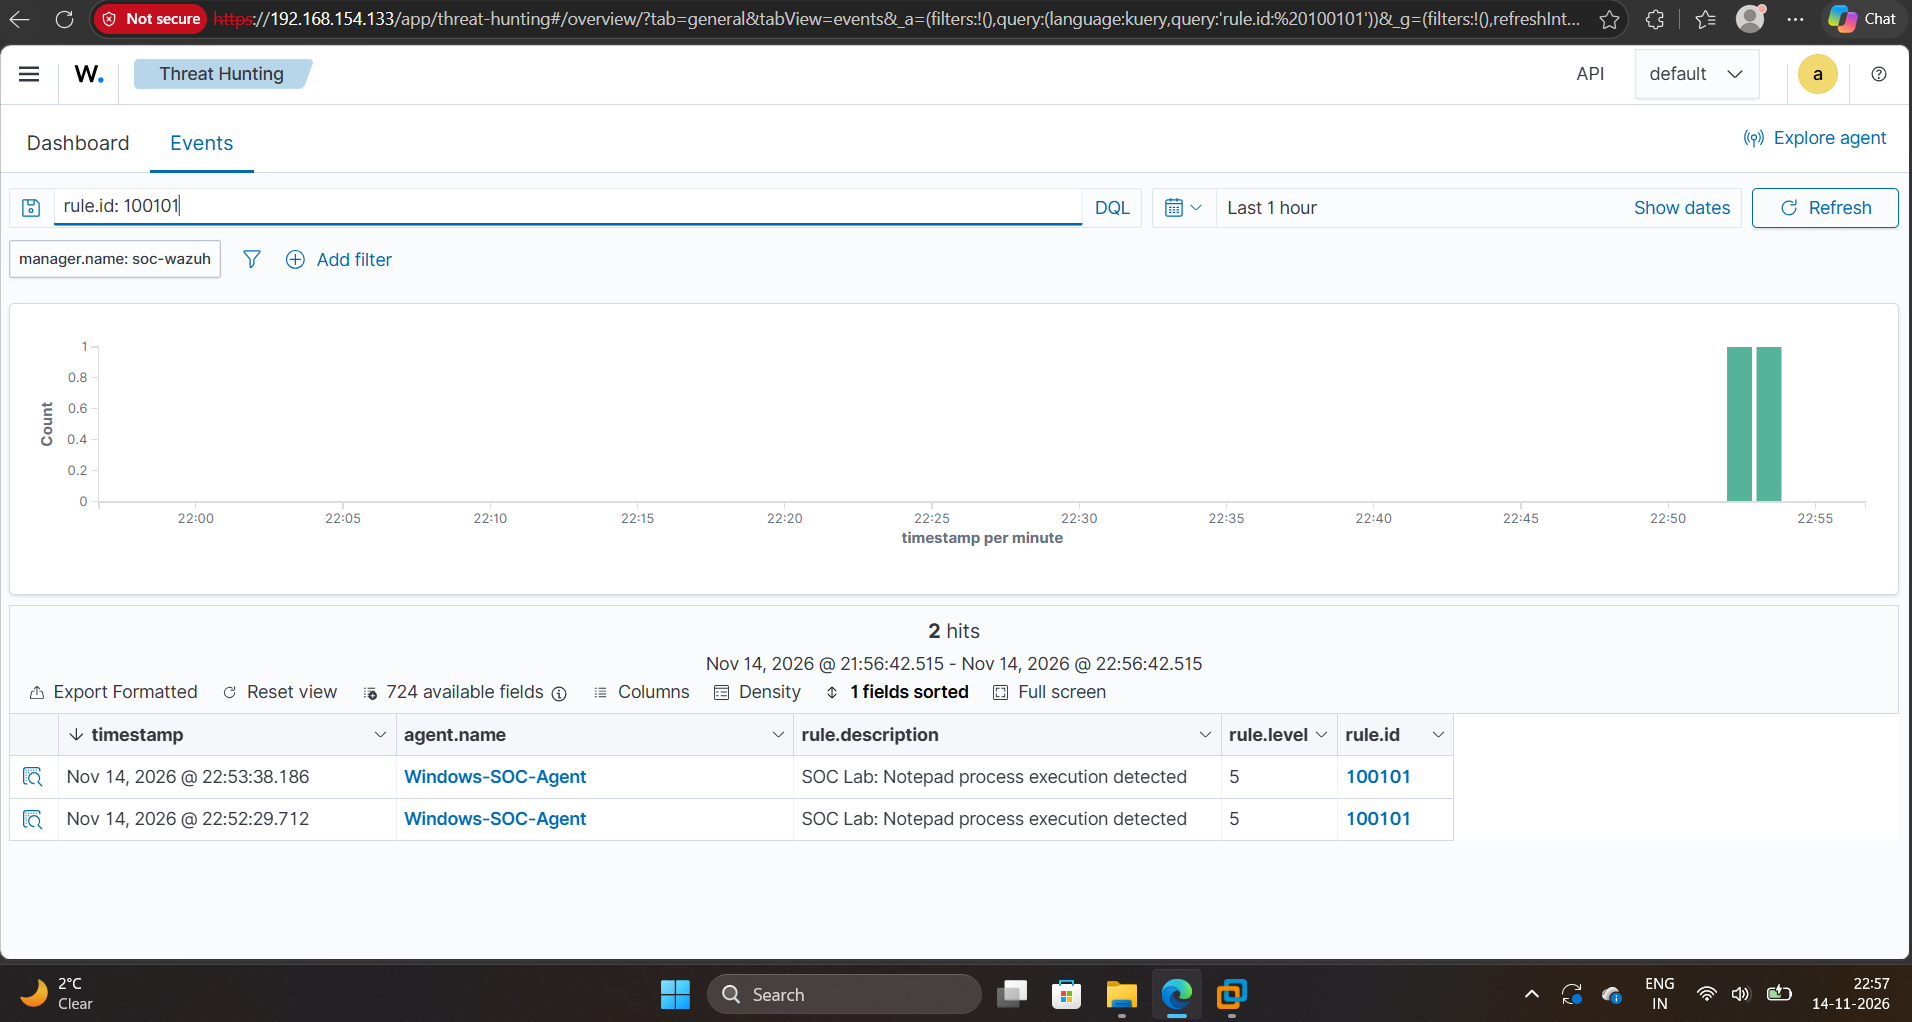 Not secure https://192.168.154.133/app/threat-hunting#/overview/?tab=general&tabView=events&_a=(filters:!(),query:(language:kuery,query:'rule.id:%20100101'))&_g=(filters:!(),refreshInt... Chat
W. Threat Hunting API default a
Dashboard Events Explore agent
rule.id: 100101 DQL Last 1 hour Show dates Refresh
manager.name: soc-wazuh Add filter
1
0.8
0.6
0.4
0.2
0
Count
22:00 22:05 22:10 22:15 22:20 22:25 22:30 22:35 22:40 22:45 22:50 22:55
timestamp per minute
2 hits
Nov 14, 2026 @ 21:56:42.515 - Nov 14, 2026 @ 22:56:42.515
Export Formatted Reset view 724 available fields Columns Density 1 fields sorted Full screen
timestamp agent.name rule.description rule.level rule.id
Nov 14, 2026 @ 22:53:38.186 Windows-SOC-Agent SOC Lab: Notepad process execution detected 5 100101
Nov 14, 2026 @ 22:52:29.712 Windows-SOC-Agent SOC Lab: Notepad process execution detected 5 100101
2°C
Clear
Search
ENG
IN
22:57
14-11-2026